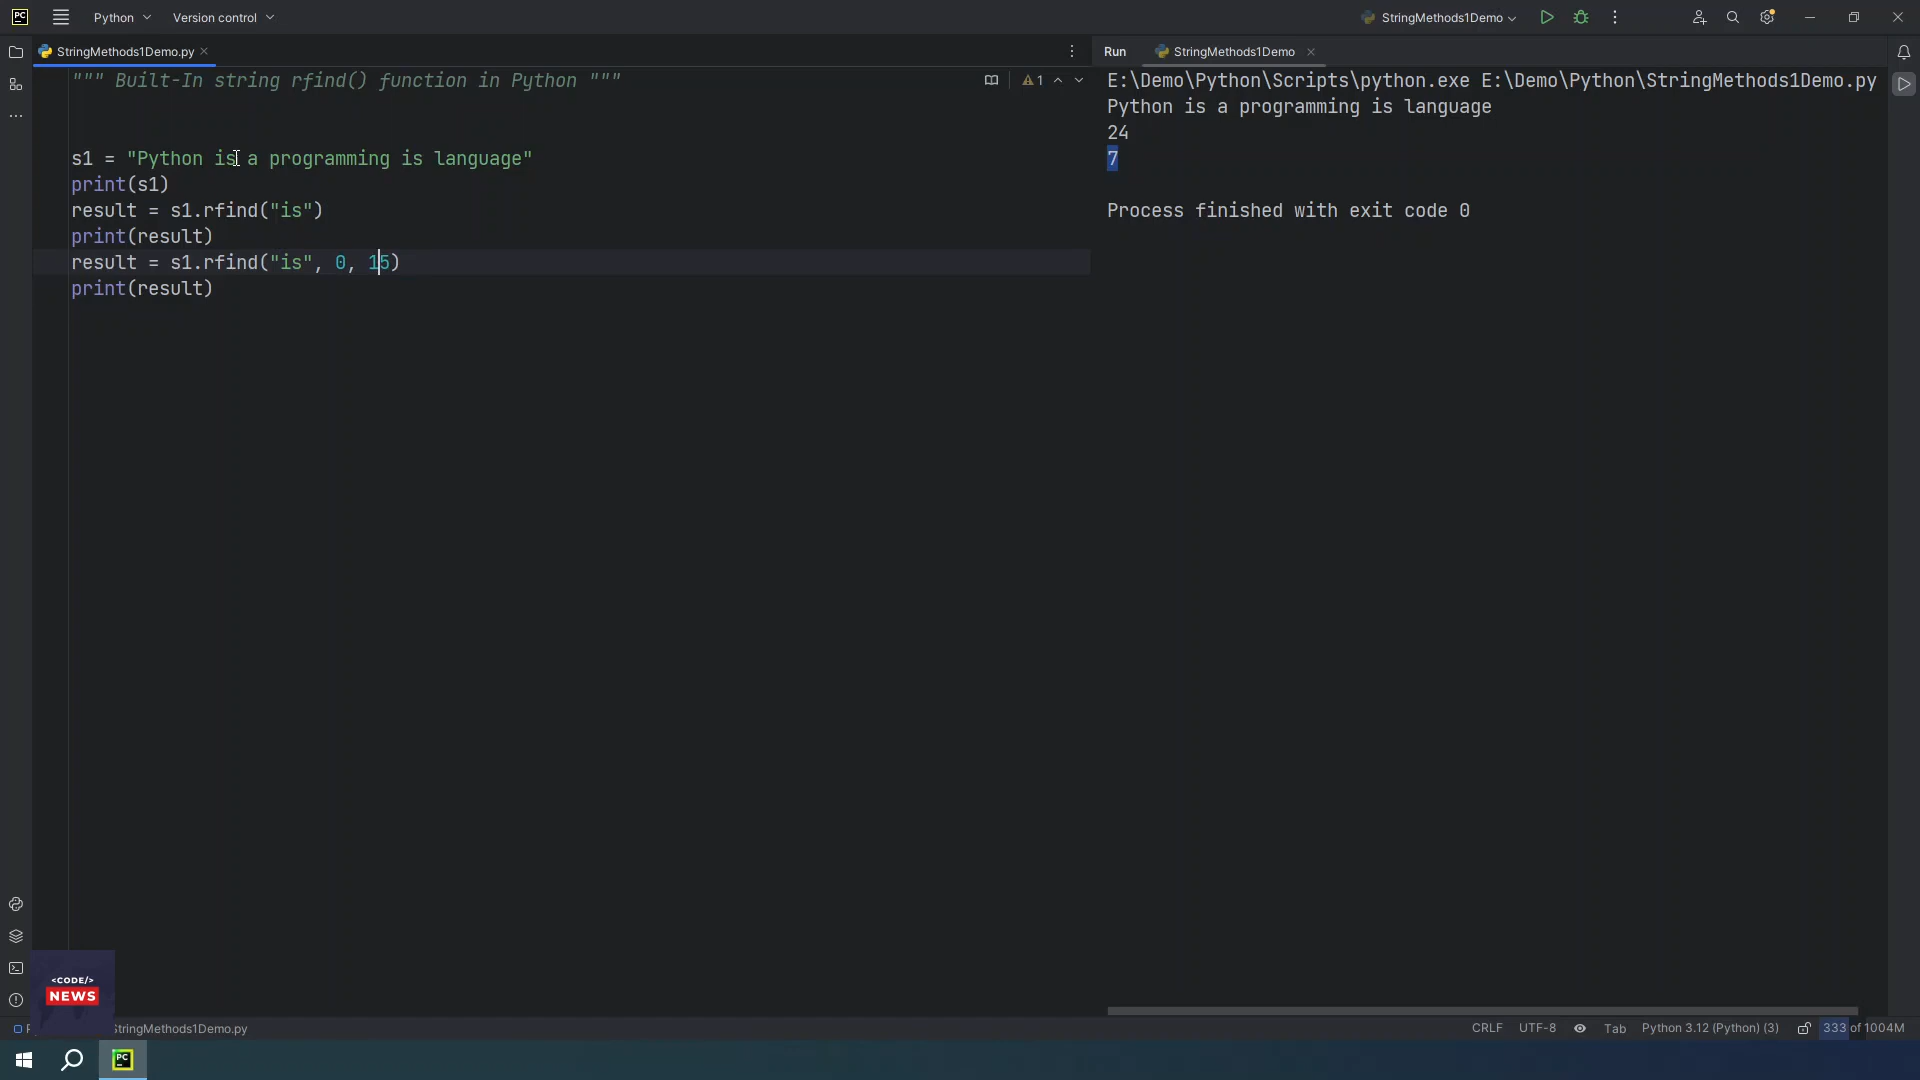 PC Python Version control StringMethods1Demo
StringMethods1Demo.py
Run StringMethods1Demo
""" Built-In string rfind() function in Python """
1
s1 = "Python is a programming is language"
print(s1)
result = s1.rfind("is")
print(result)
result = s1.rfind("is", 0, 15)
print(result)
E:\Demo\Python\Scripts\python.exe E:\Demo\Python\StringMethods1Demo.py
Python is a programming is language
24
7
Process finished with exit code 0
<CODE/>
NEWS
StringMethods1Demo.py
CRLF UTF-8 Tab Python 3.12 (Python) (3) 333 of 1004M
PC